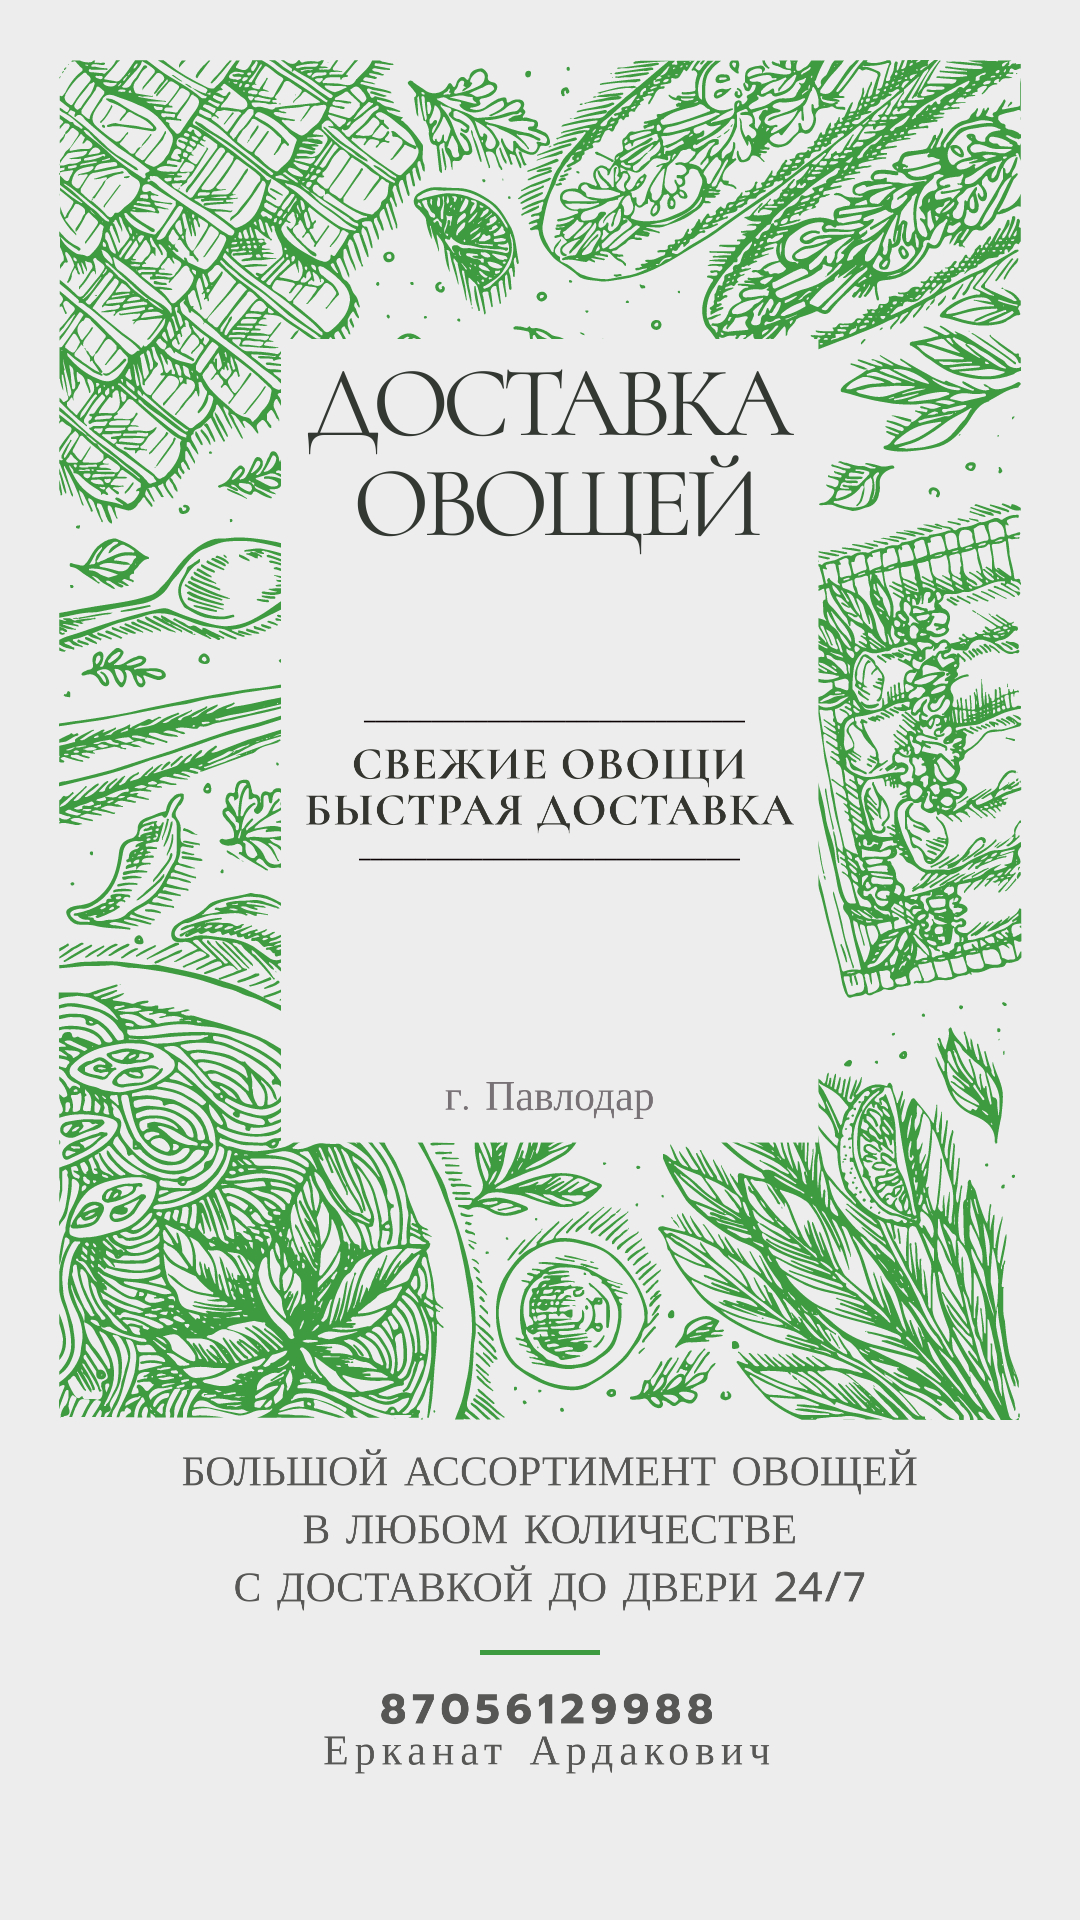 ДОСТАВКА
ОВОЩЕЙ
СВЕЖИЕ ОВОЩИ
БЫСТРАЯ ДОСТАВКА
г. Павлодар
БОЛЬШОЙ АССОРТИМЕНТ ОВОЩЕЙ
В ЛЮБОМ КОЛИЧЕСТВЕ
С ДОСТАВКОЙ ДО ДВЕРИ 24/7
87056129988
Ерканат Ардакович